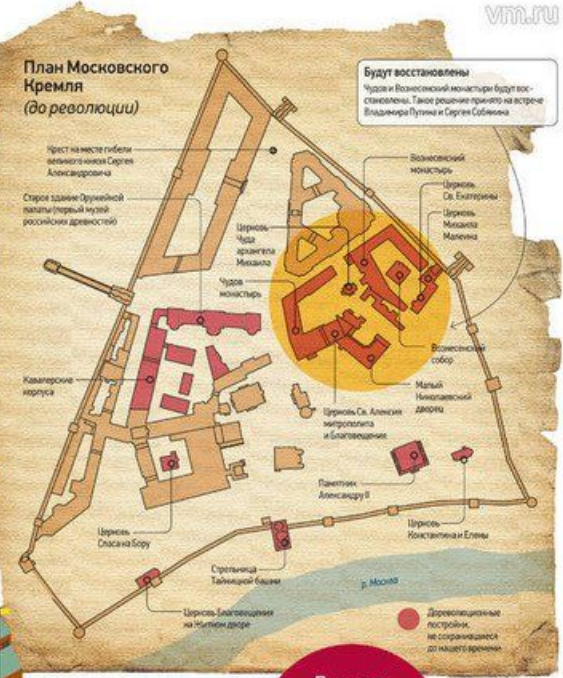 vm.ru
План Московского
Кремля
(до революции)
Будут восстановлены
Чудов и Вознесенский монастыри будут вос-
становлены. Такое решение принято на встрече
Владимира Путина и Сергея Собянина
Крест на месте гибели
великого князя Сергея
Александровича
Старое здание Оружейной
палаты (первый музей
российских древностей)
Вознесенский
монастырь
Церковь
Св. Екатерины
Церковь
Михаила
Малеина
Церковь
Чуда
архангела
Михаила
Чудов
монастырь
Вознесенский
собор
Кавалерские
корпуса
Малый
Николаевский
дворец
Церковь Св. Алексия
митрополита
и Благовещения
Памятник
Александру II
Церковь
Спаса на Бору
Церковь
Константина и Елены
Стрельница
Тайницкой башни
р. Москва
Церковь Благовещения
на Житном дворе
Дореволюционные
постройки,
не сохранившиеся
до нашего времени